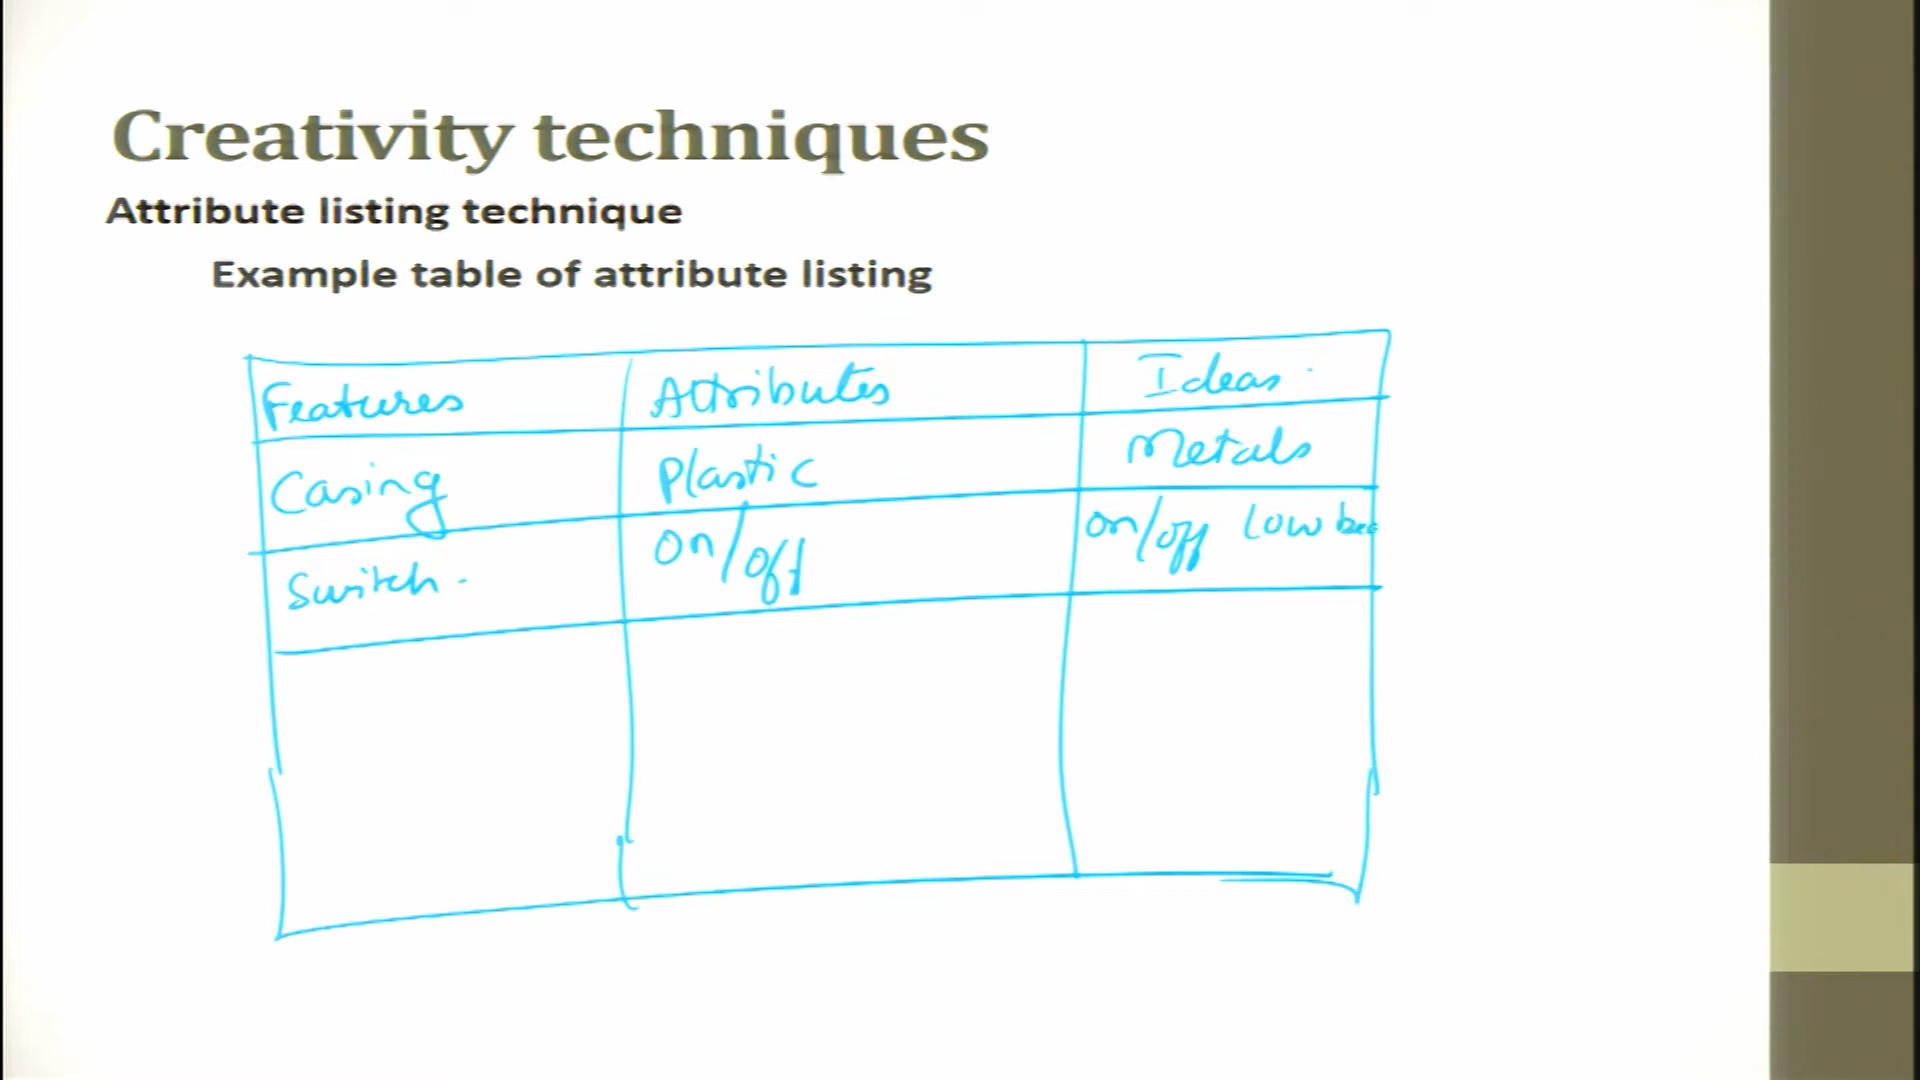 Creativity techniques
Attribute listing technique
Example table of attribute listing
Features Attributes Ideas
Casing Plastic Metals
Switch on/off on/off Low